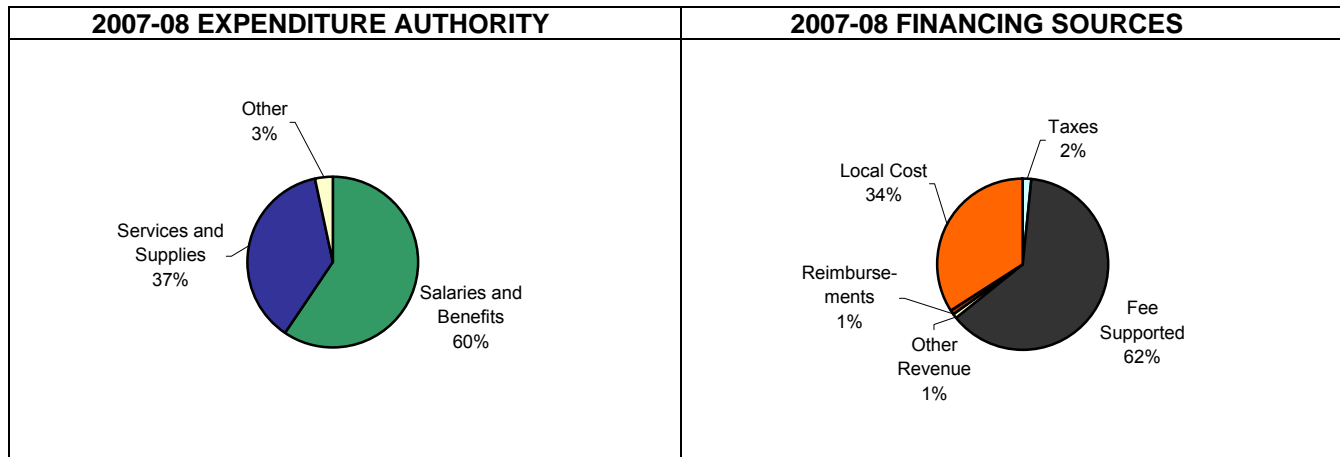 2007-08 EXPENDITURE AUTHORITY
Other
3%
Services and
Supplies
37%
Salaries and
Benefits
60%
2007-08 FINANCING SOURCES
Taxes
2%
Local Cost
34%
Reimburse-
ments
1%
Other
Revenue
1%
Fee
Supported
62%